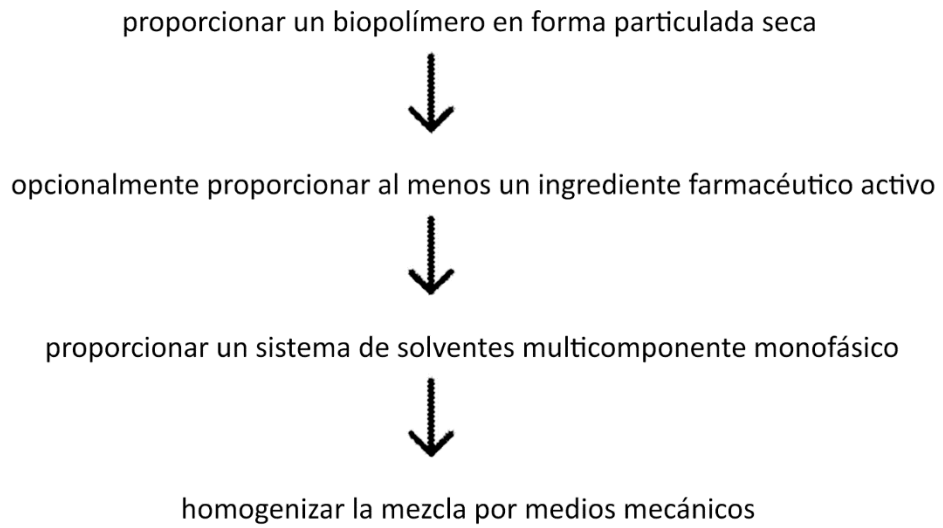 proporcionar un biopolímero en forma particulada seca
opcionalmente proporcionar al menos un ingrediente farmacéutico activo
proporcionar un sistema de solventes multicomponente monofásico
homogenizar la mezcla por medios mecánicos